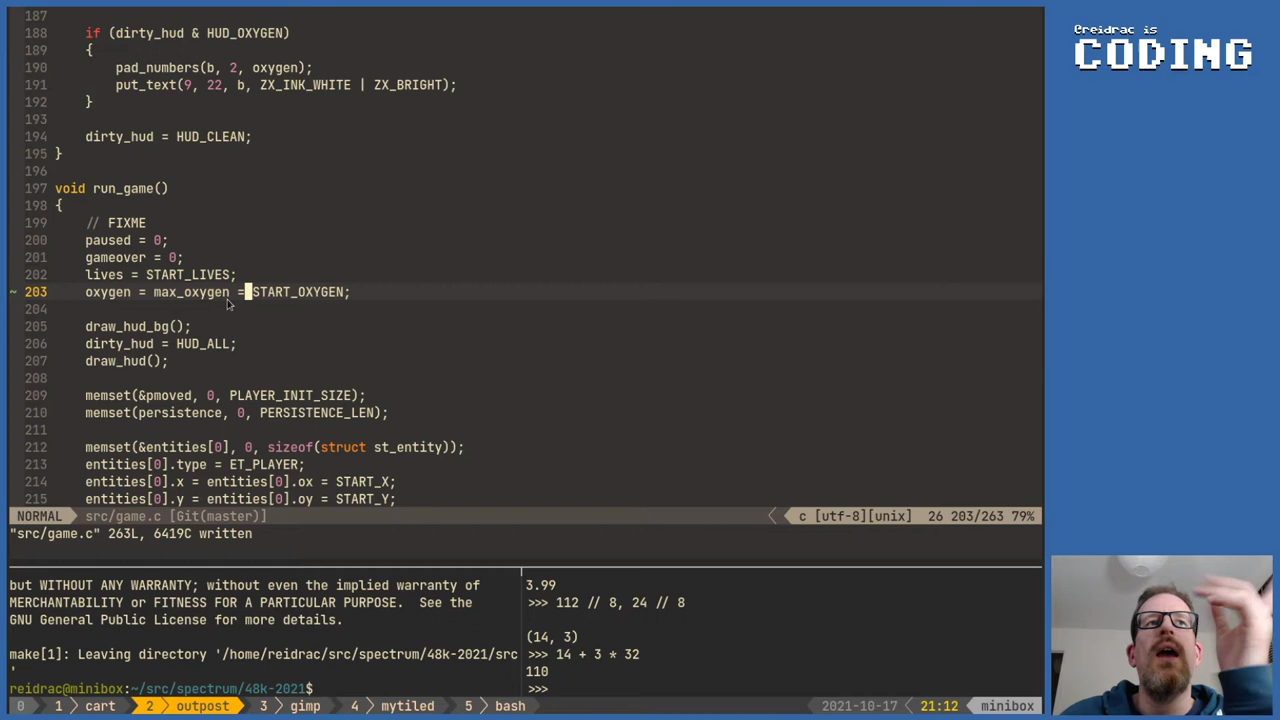 187
188 if (dirty_hud & HUD_OXYGEN)
189 {
190 pad_numbers(b, 2, oxygen);
191 put_text(9, 22, b, ZX_INK_WHITE | ZX_BRIGHT);
192 }
193
194 dirty_hud = HUD_CLEAN;
195 }
196
197 void run_game()
198 {
199 // FIXME
200 paused = 0;
201 gameover = 0;
202 lives = START_LIVES;
~ 203 oxygen = max_oxygen = START_OXYGEN;
204
205 draw_hud_bg();
206 dirty_hud = HUD_ALL;
207 draw_hud();
208
209 memset(&pmoved, 0, PLAYER_INIT_SIZE);
210 memset(persistence, 0, PERSISTENCE_LEN);
211
212 memset(&entities[0], 0, sizeof(struct st_entity));
213 entities[0].type = ET_PLAYER;
214 entities[0].x = entities[0].ox = START_X;
215 entities[0].y = entities[0].oy = START_Y;
NORMAL src/game.c [Git(master)] c [utf-8][unix] 26 203/263 79%
"src/game.c" 263L, 6419C written
but WITHOUT ANY WARRANTY; without even the implied warranty of
MERCHANTABILITY or FITNESS FOR A PARTICULAR PURPOSE. See the
GNU General Public License for more details.
make[1]: Leaving directory '/home/reidrac/src/spectrum/48k-2021/src
'
reidrac@minibox:~/src/spectrum/48k-2021$
3.99
>>> 112 // 8, 24 // 8
(14, 3)
>>> 14 + 3 * 32
110
>>>
0 1 cart 2 outpost 3 gimp 4 mytiled 5 bash 2021-10-17 21:12 minibox
@reidrac is
CODING